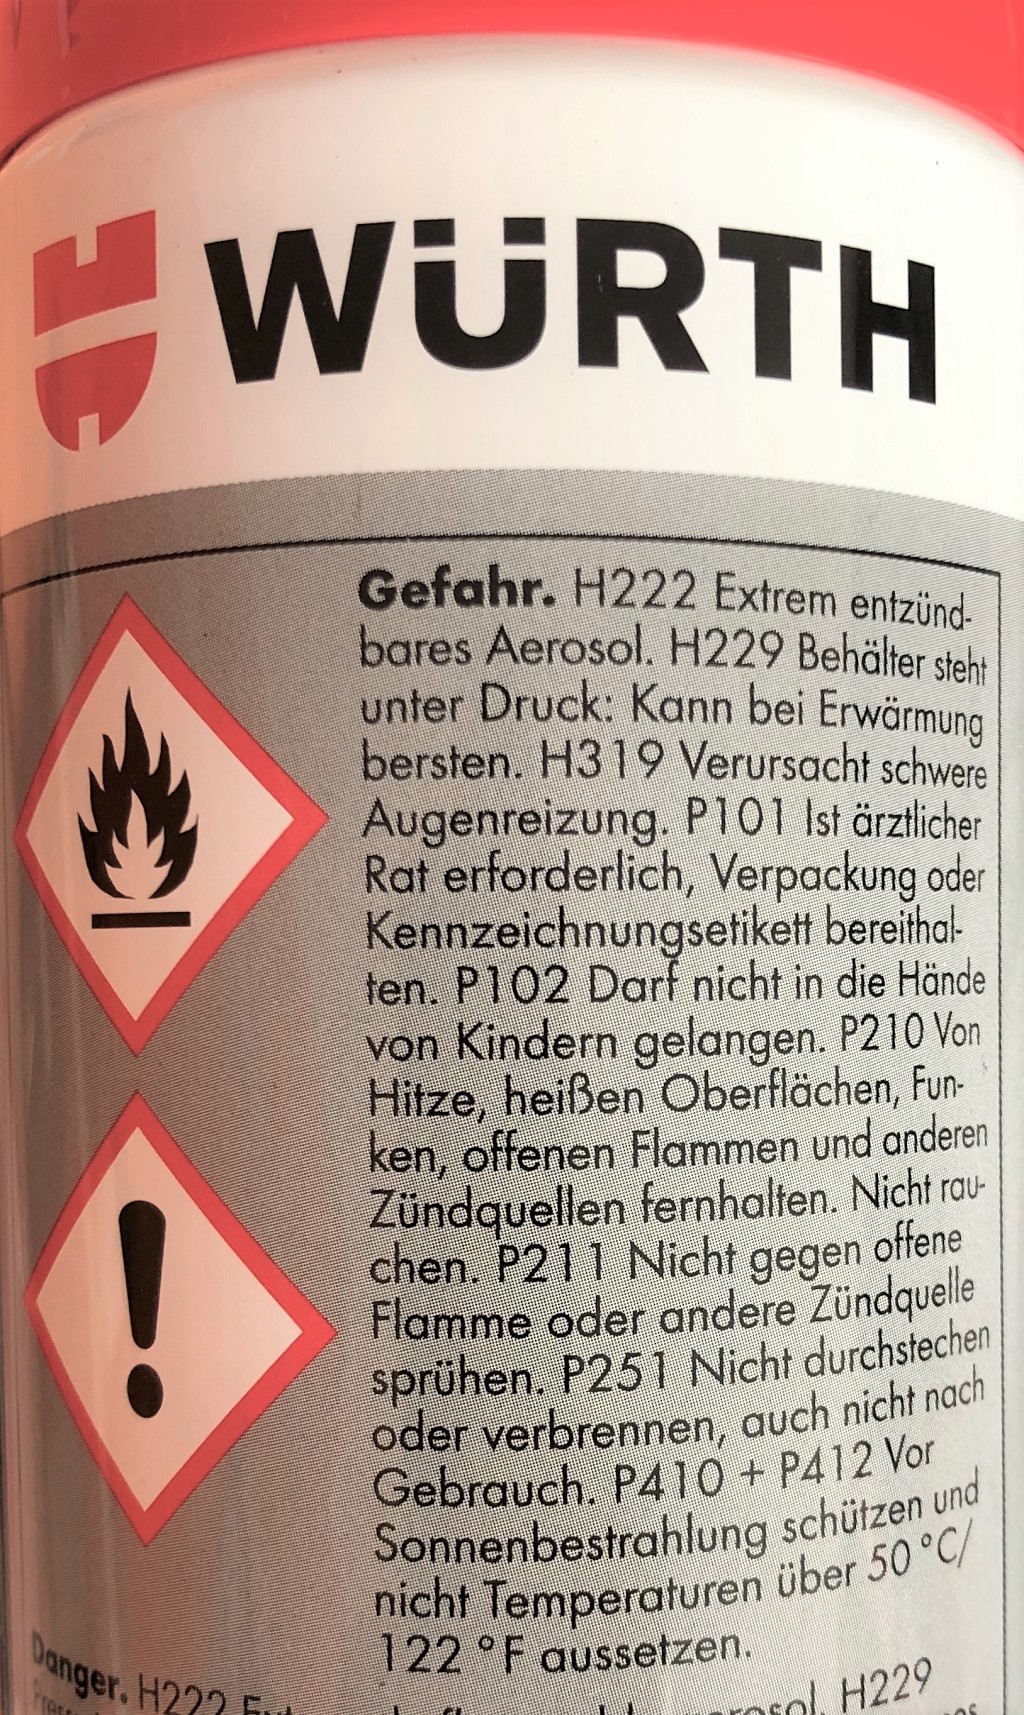 WÜRTH
Gefahr. H222 Extrem entzünd-
bares Aerosol. H229 Behälter steht
unter Druck: Kann bei Erwärmung
bersten. H319 Verursacht schwere
Augenreizung. P101 Ist ärztlicher
Rat erforderlich, Verpackung oder
Kennzeichnungsetikett bereithal-
ten. P102 Darf nicht in die Hände
von Kindern gelangen. P210 Von
Hitze, heißen Oberflächen, Fun-
ken, offenen Flammen und anderen
Zündquellen fernhalten. Nicht rau-
chen. P211 Nicht gegen offene
Flamme oder andere Zündquelle
sprühen. P251 Nicht durchstechen
oder verbrennen, auch nicht nach
Gebrauch. P410 + P412 Vor
Sonnenbestrahlung schützen und
nicht Temperaturen über 50 °C/
122 °F aussetzen.
Danger. H222 H229